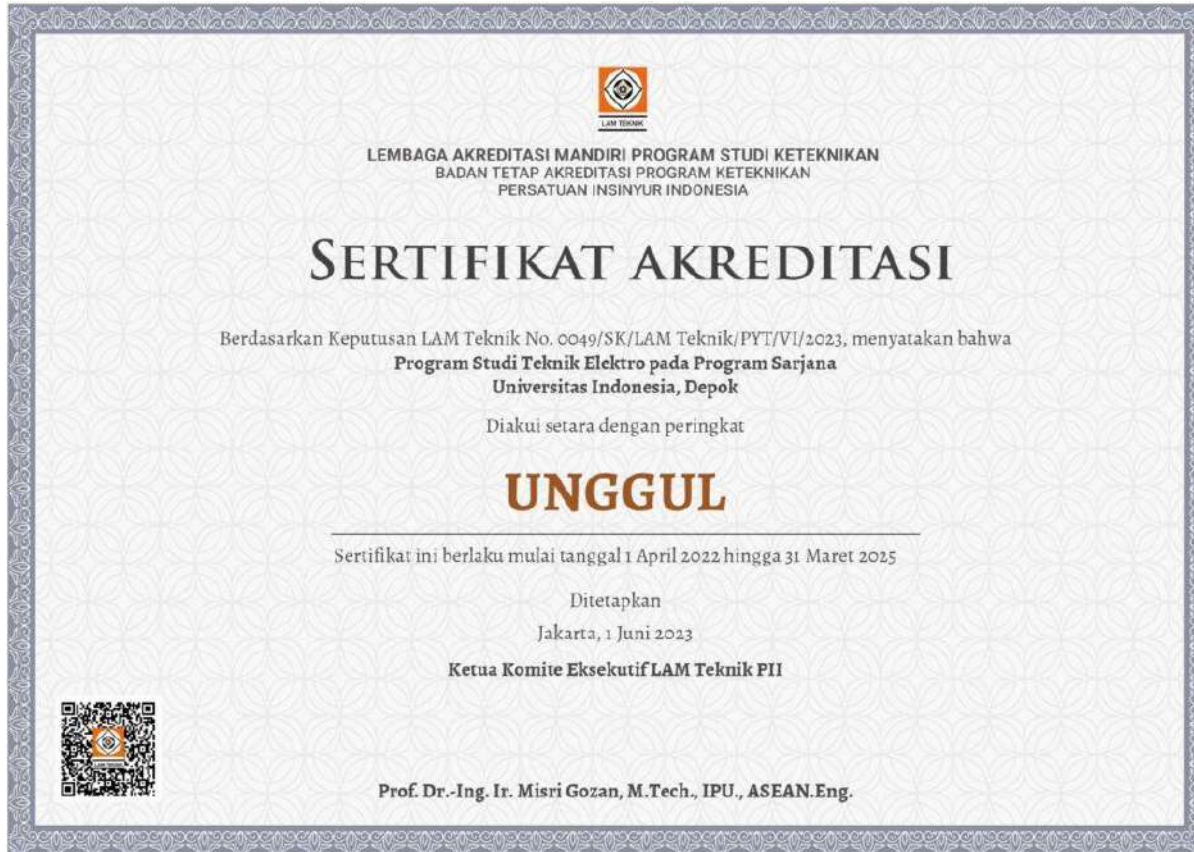 LAM TEKNIK
LEMBAGA AKREDITASI MANDIRI PROGRAM STUDI KETEKNIKAN
BADAN TETAP AKREDITASI PROGRAM KETEKNIKAN
PERSATUAN INSINYUR INDONESIA
SERTIFIKAT AKREDITASI
Berdasarkan Keputusan LAM Teknik No. 0049/SK/LAM Teknik/PYT/VI/2023, menyatakan bahwa
Program Studi Teknik Elektro pada Program Sarjana
Universitas Indonesia, Depok
Diakui setara dengan peringkat
UNGGUL
Sertifikat ini berlaku mulai tanggal 1 April 2022 hingga 31 Maret 2025
Ditetapkan
Jakarta, 1 Juni 2023
Ketua Komite Eksekutif LAM Teknik PII
LAM TEKNIK
Prof. Dr.-Ing. Ir. Misri Gozan, M.Tech., IPU., ASEAN.Eng.